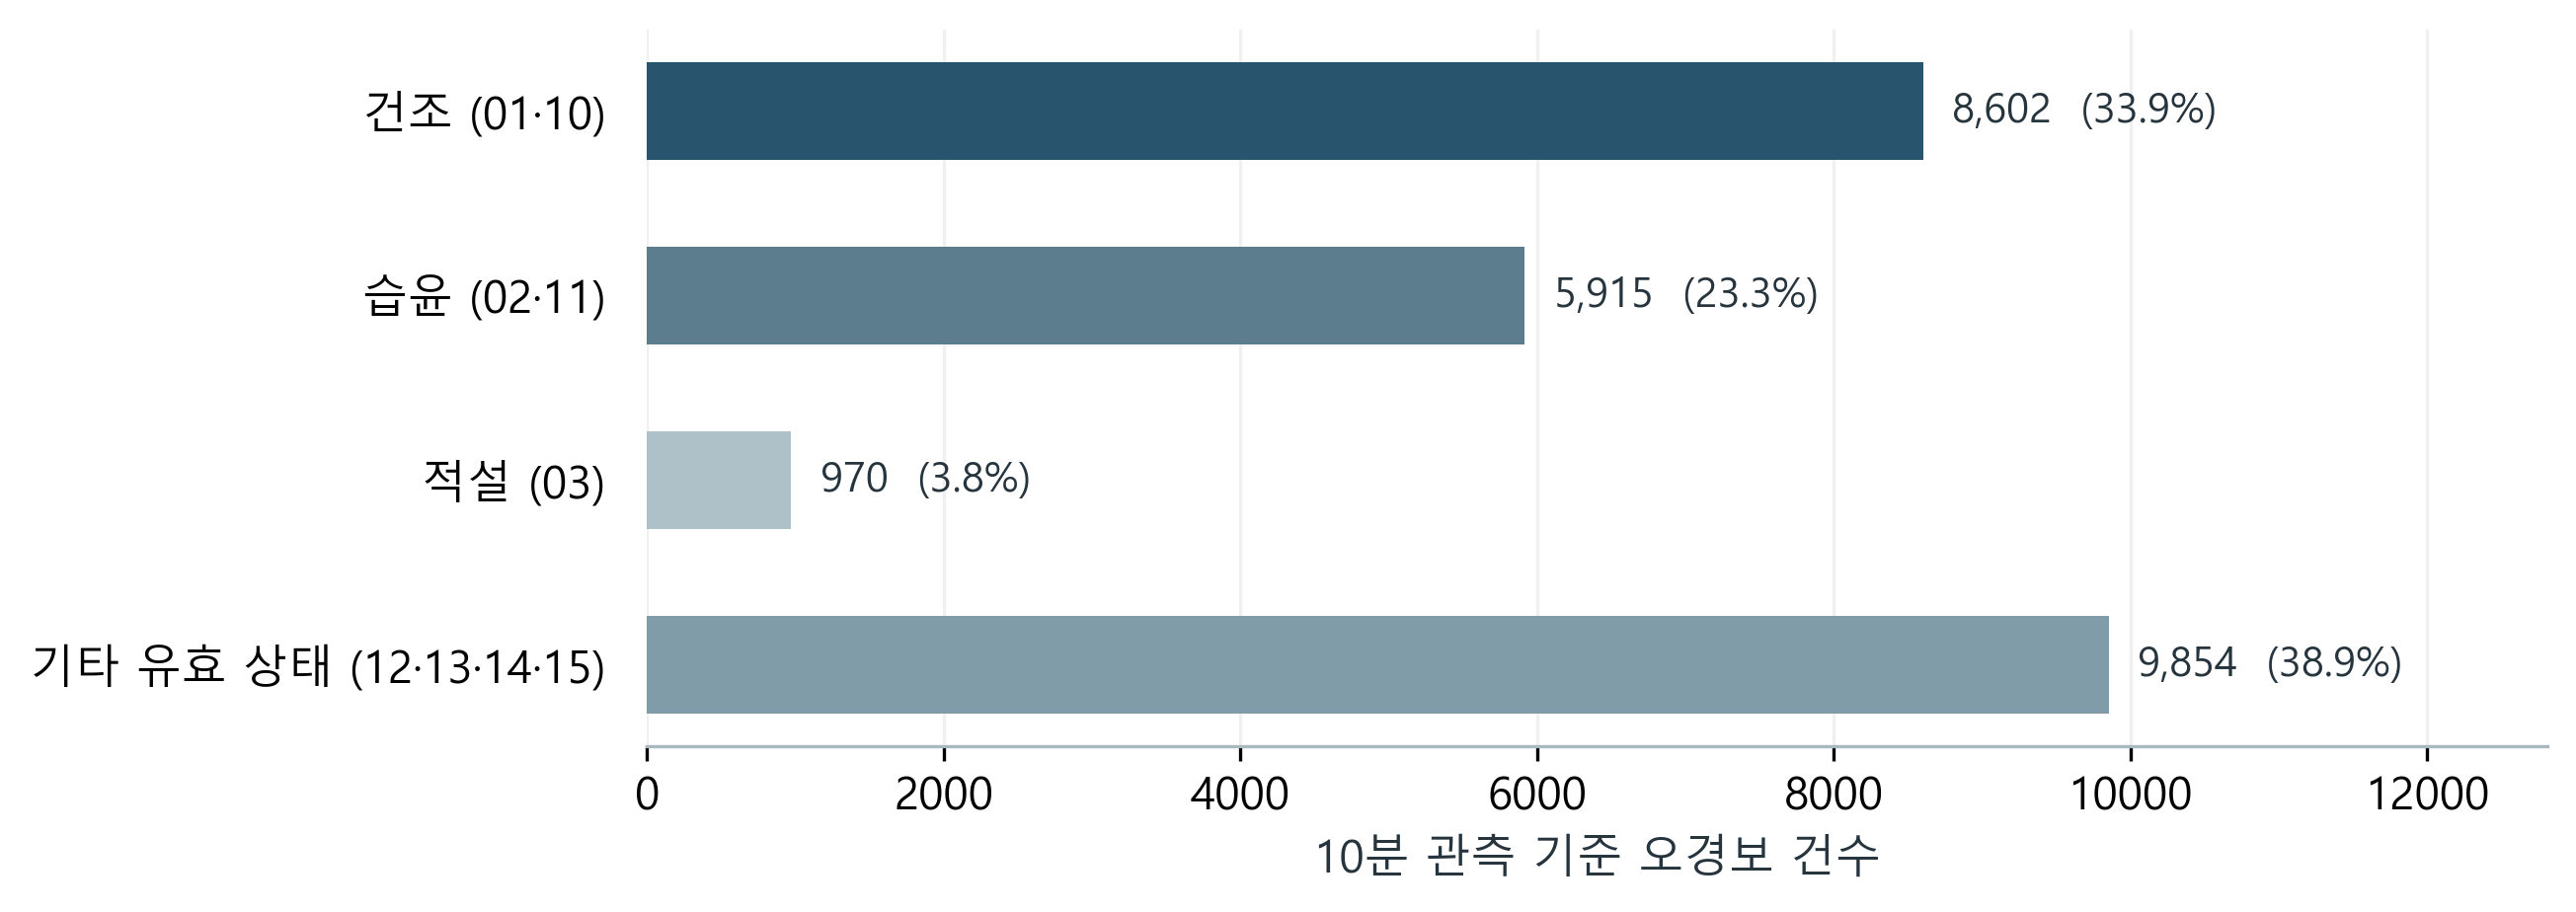 건조 (01·10)
8,602 (33.9%)
습윤 (02·11)
5,915 (23.3%)
적설 (03)
970 (3.8%)
기타 유효 상태 (12·13·14·15)
9,854 (38.9%)
0 2000 4000 6000 8000 10000 12000
10분 관측 기준 오경보 건수